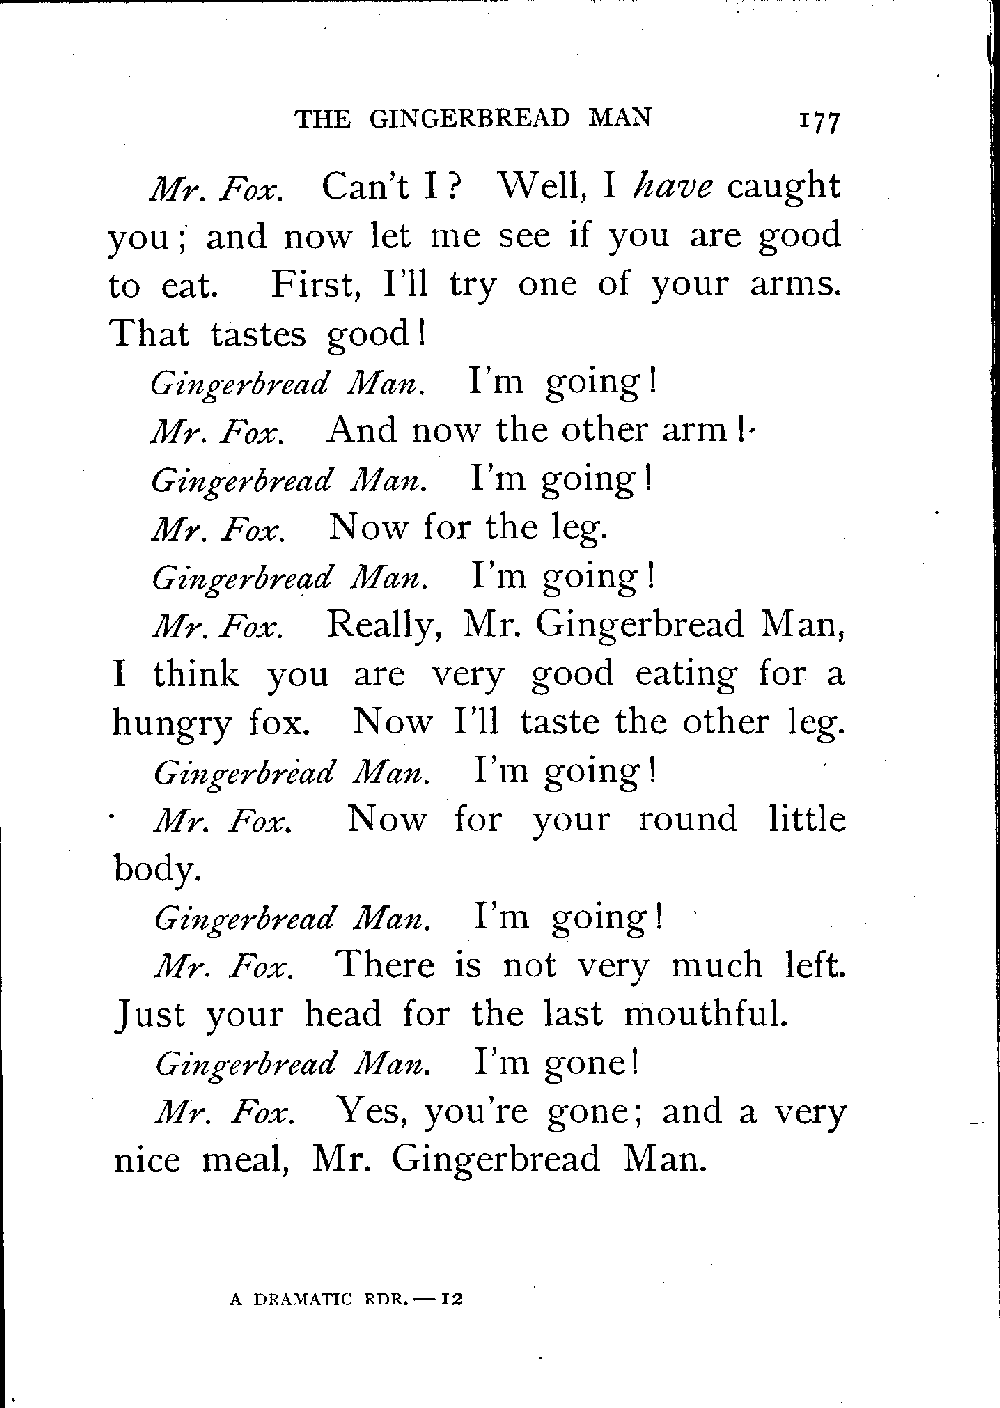 THE GINGERBREAD MAN 177
Mr. Fox. Can't I? Well, I have caught
you; and now let me see if you are good
to eat. First, I'll try one of your arms.
That tastes good!
Gingerbread Man. I'm going!
Mr. Fox. And now the other arm!
Gingerbread Man. I'm going!
Mr. Fox. Now for the leg.
Gingerbread Man. I'm going!
Mr. Fox. Really, Mr. Gingerbread Man,
I think you are very good eating for a
hungry fox. Now I'll taste the other leg.
Gingerbread Man. I'm going!
Mr. Fox. Now for your round little
body.
Gingerbread Man. I'm going!
Mr. Fox. There is not very much left.
Just your head for the last mouthful.
Gingerbread Man. I'm gone!
Mr. Fox. Yes, you're gone; and a very
nice meal, Mr. Gingerbread Man.
A DRAMATIC RDR.—12